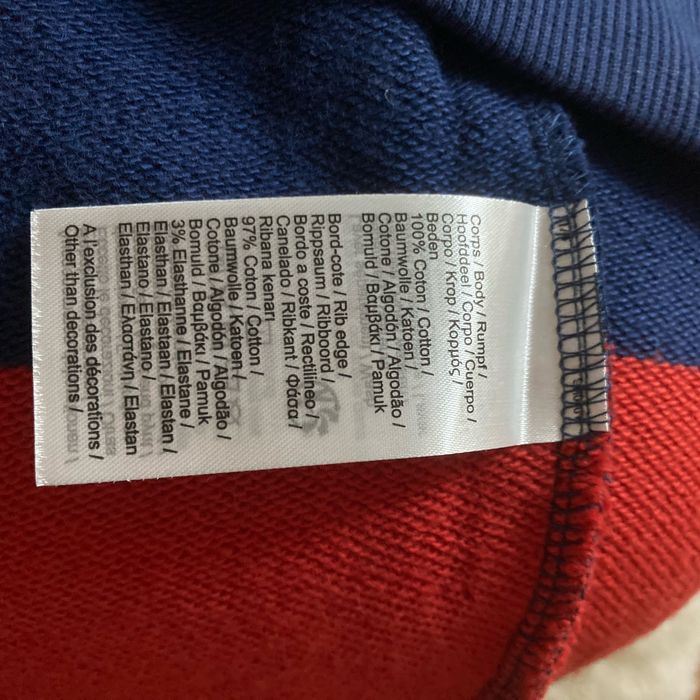 Corps / Body / Rumpf /
Hoofddeel / Corpo / Cuerpo /
Corpo / Krop / Κορμός /
Beden
100% Coton / Cotton /
Baumwolle / Katoen /
Cotone / Algodón / Algodão /
Bomuld / Βαμβάκι / Pamuk
Bord-cote / Rib edge /
Rippsaum / Ribboord /
Bordo a coste / Rectilíneo /
Canelado / Ribkant / Φάσα /
Ribana kenarı
97% Coton / Cotton /
Baumwolle / Katoen /
Cotone / Algodón / Algodão /
Bomuld / Βαμβάκι / Pamuk
3% Elasthanne / Elastane /
Elasthan / Elastaan /
Elastano / Elastano /
Elasthan / Ελαστάνη / Elastan
A l'exclusion des décorations /
Other than decorations /